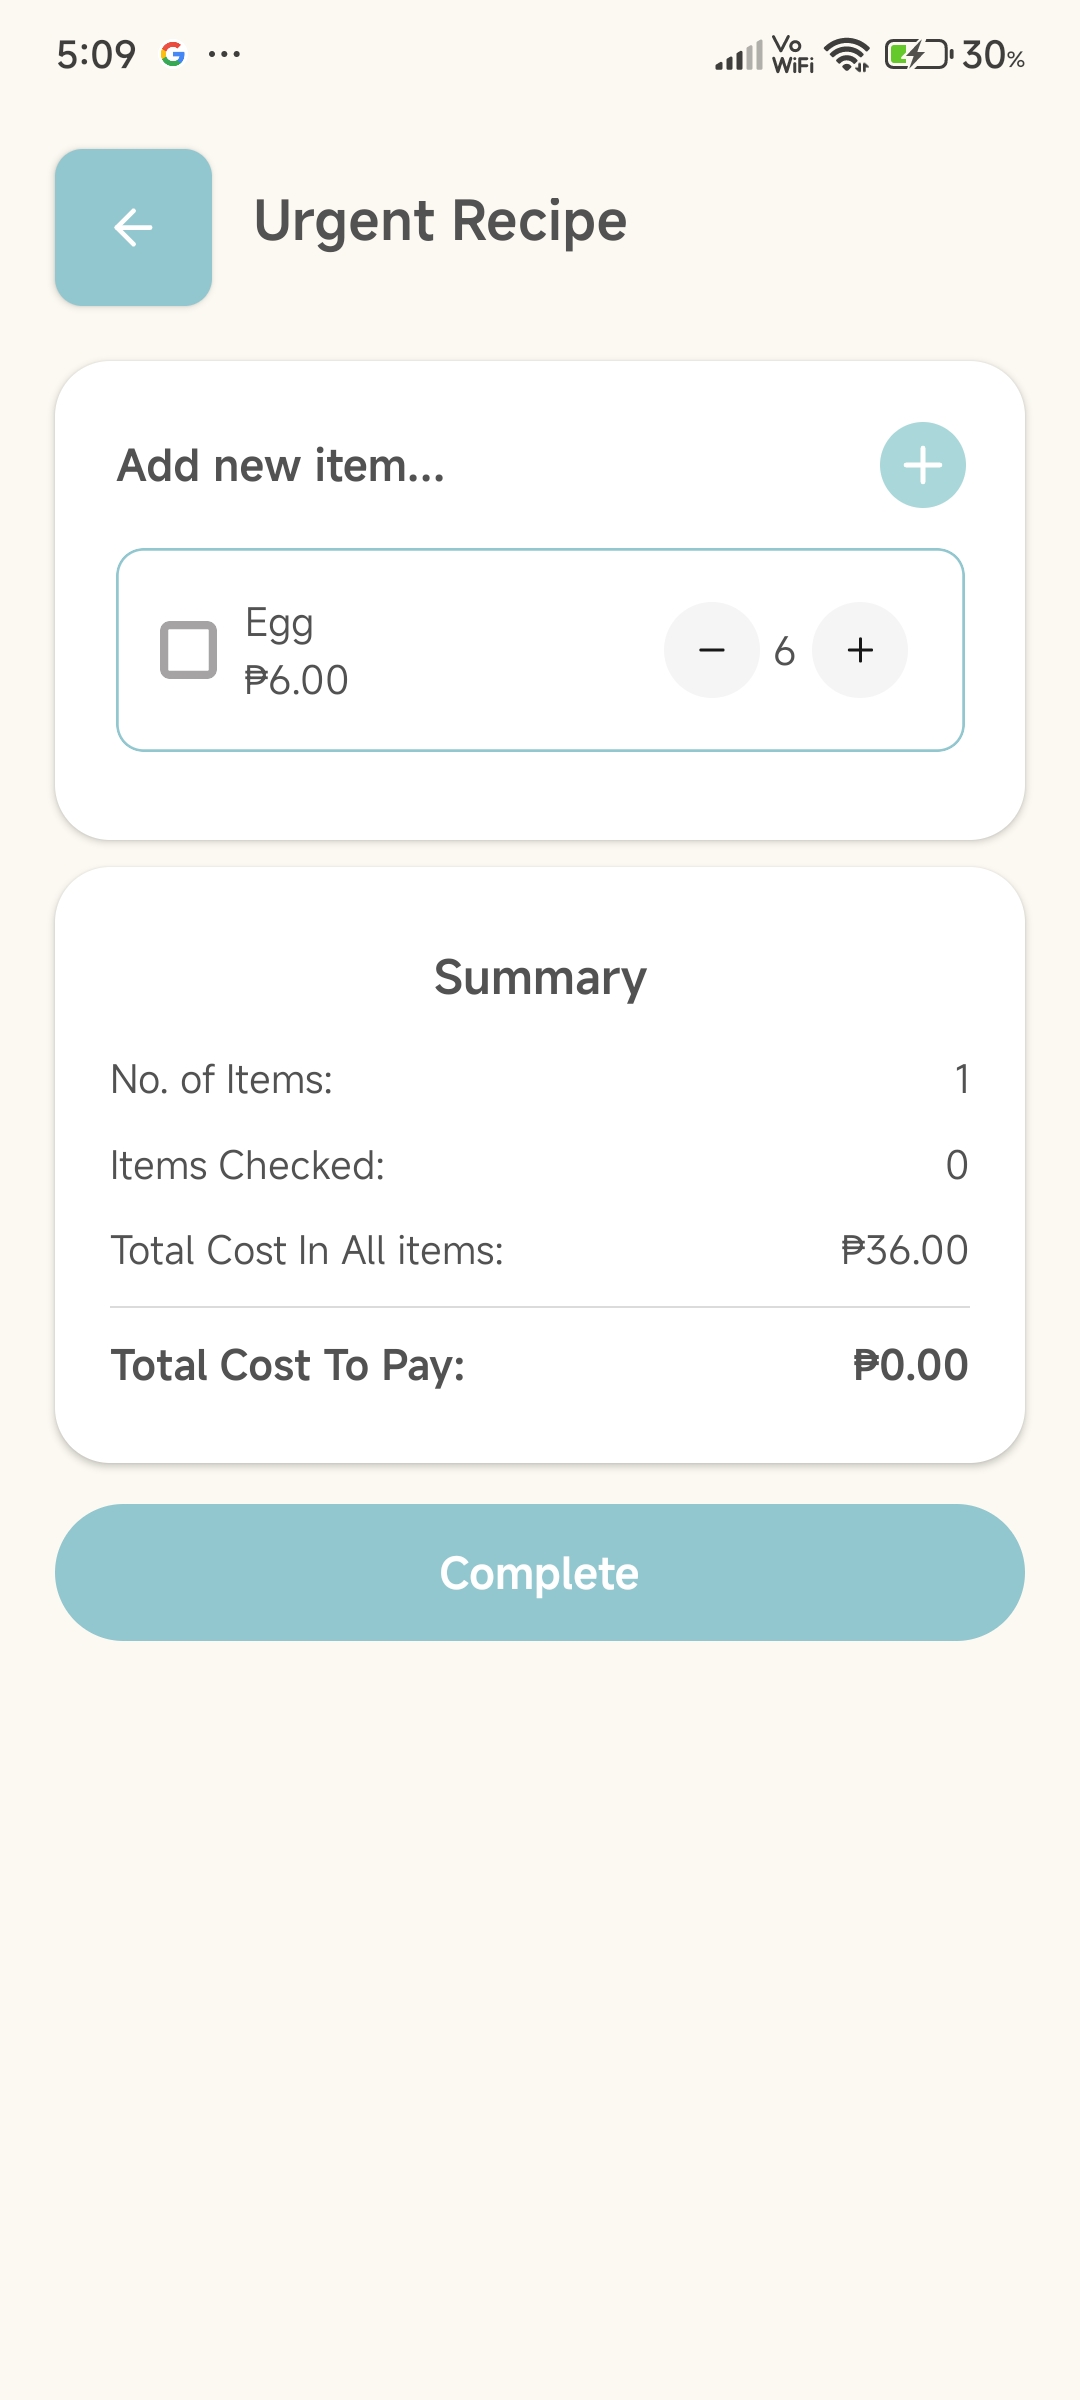 5:09 G ... Vo WiFi 30%
Urgent Recipe
Add new item...
Egg
₱6.00
6
Summary
No. of Items: 1
Items Checked: 0
Total Cost In All items: ₱36.00
Total Cost To Pay: ₱0.00
Complete